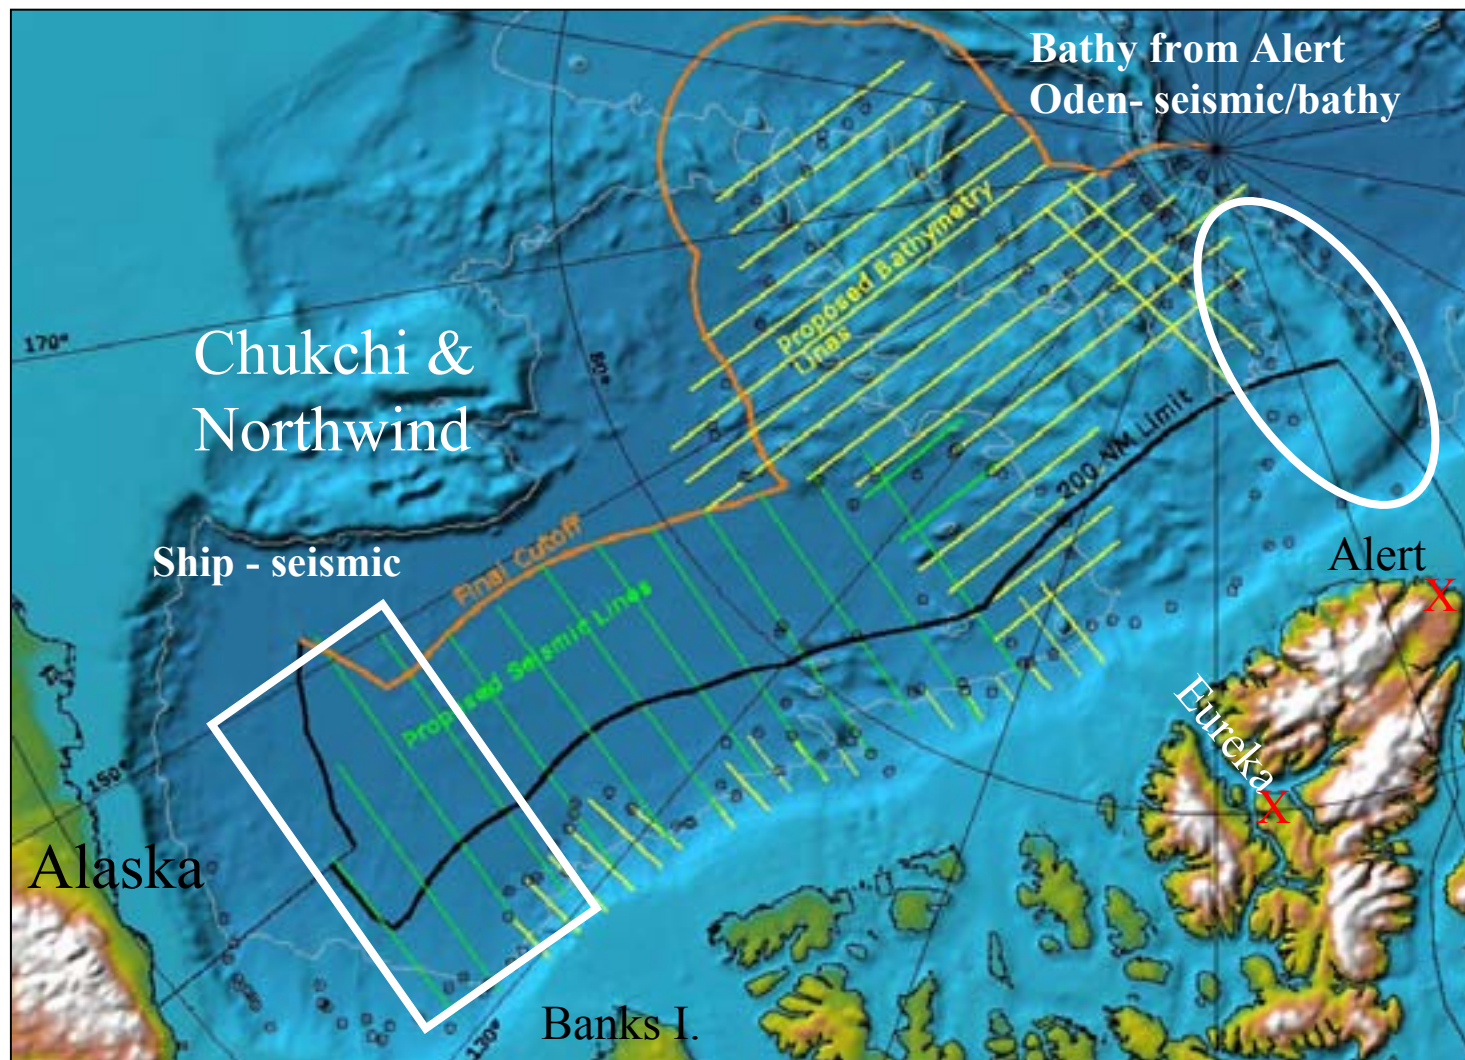 Bathy from Alert
Oden- seismic/bathy
Proposed Bathymetry
Linas
170°
80°
Chukchi &
Northwind
200 NM Limit
Final Cutoff
Ship - seismic
Alert
X
Proposed Seismic Lines
Eureka
X
150°
Alaska
Banks I.
130°